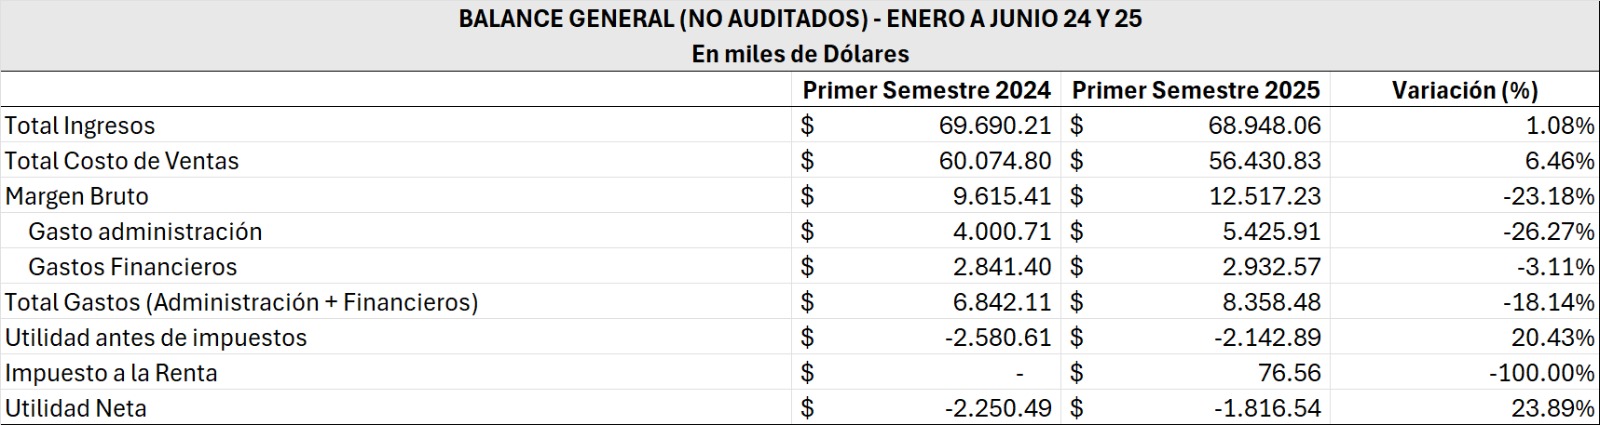 BALANCE GENERAL (NO AUDITADOS) - ENERO A JUNIO 24 Y 25
En miles de Dólares
Primer Semestre 2024 Primer Semestre 2025 Variación (%)
Total Ingresos $ 69.690.21 $ 68.948.06 1.08%
Total Costo de Ventas $ 60.074.80 $ 56.430.83 6.46%
Margen Bruto $ 9.615.41 $ 12.517.23 -23.18%
Gasto administración $ 4.000.71 $ 5.425.91 -26.27%
Gastos Financieros $ 2.841.40 $ 2.932.57 -3.11%
Total Gastos (Administración + Financieros) $ 6.842.11 $ 8.358.48 -18.14%
Utilidad antes de impuestos $ -2.580.61 $ -2.142.89 20.43%
Impuesto a la Renta $ - $ 76.56 -100.00%
Utilidad Neta $ -2.250.49 $ -1.816.54 23.89%